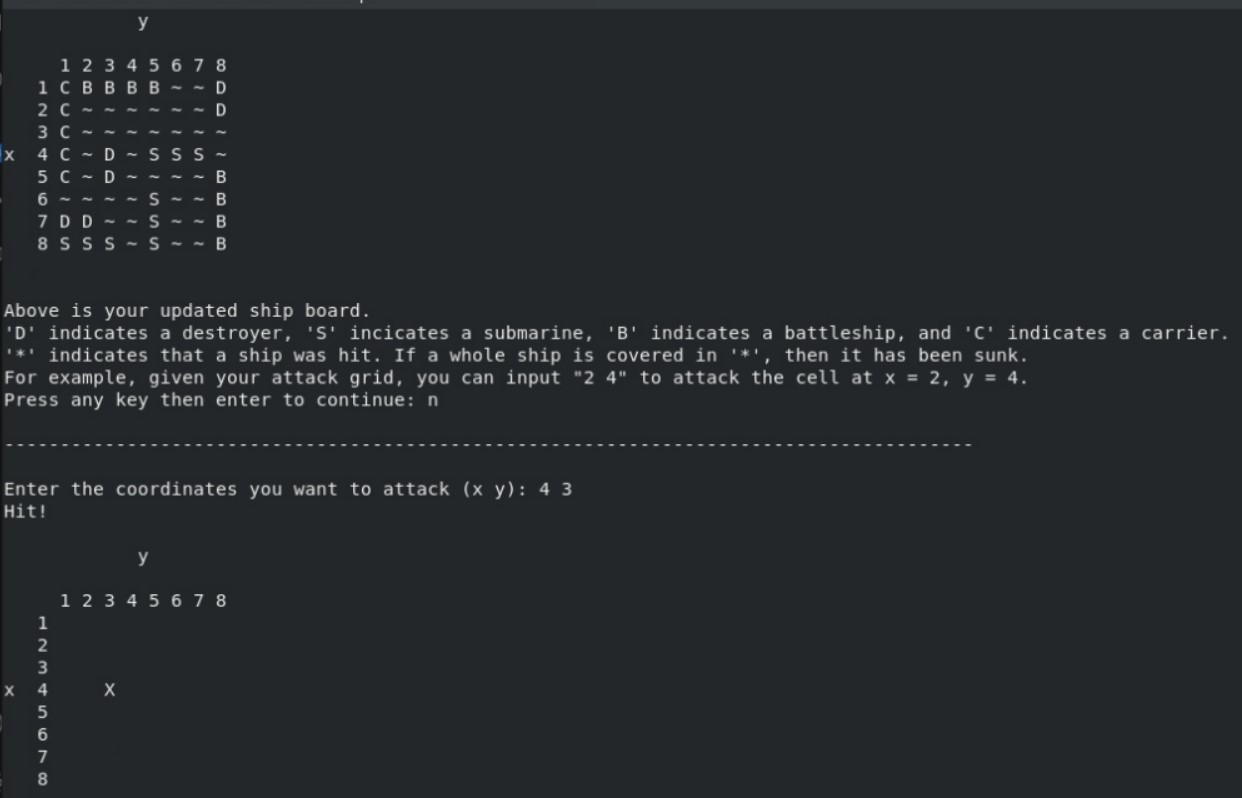 y
1 2 3 4 5 6 7 8
1 C B B B B ~ ~ D
2 C ~ ~ ~ ~ ~ ~ D
3 C ~ ~ ~ ~ ~ ~ ~
x 4 C ~ D ~ S S S ~
5 C ~ D ~ ~ ~ ~ B
6 ~ ~ ~ ~ S ~ ~ B
7 D D ~ ~ S ~ ~ B
8 S S S ~ S ~ ~ B
Above is your updated ship board.
'D' indicates a destroyer, 'S' incicates a submarine, 'B' indicates a battleship, and 'C' indicates a carrier.
'*' indicates that a ship was hit. If a whole ship is covered in '*', then it has been sunk.
For example, given your attack grid, you can input "2 4" to attack the cell at x = 2, y = 4.
Press any key then enter to continue: n
---------------------------------------------------------------------------------------
Enter the coordinates you want to attack (x y): 4 3
Hit!
y
1 2 3 4 5 6 7 8
1
2
3
x 4 X
5
6
7
8